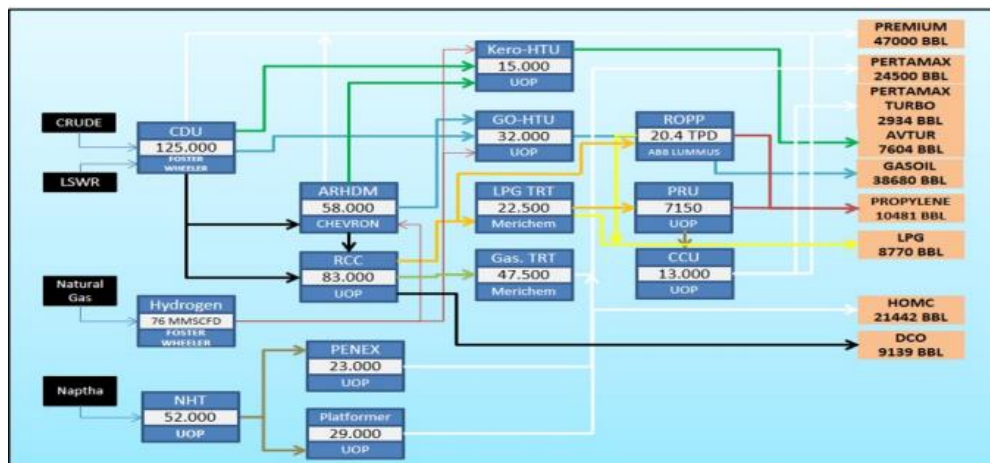 CRUDE
LSWR
Natural
Gas
Naptha
CDU
125.000
FOSTER
WHEELER
Hydrogen
76 MMSCFD
FOSTER
WHEELER
NHT
52.000
UOP
ARHDM
58.000
CHEVRON
RCC
83.000
UOP
PENEX
23.000
UOP
Platformer
29.000
UOP
Kero-HTU
15.000
UOP
GO-HTU
32.000
UOP
LPG TRT
22.500
Merichem
Gas. TRT
47.500
Merichem
ROPP
20.4 TPD
ABB LUMMUS
PRU
7150
UOP
CCU
13.000
UOP
PREMIUM
47000 BBL
PERTAMAX
24500 BBL
PERTAMAX
TURBO
2934 BBL
AVTUR
7604 BBL
GASOIL
38680 BBL
PROPYLENE
10481 BBL
LPG
8770 BBL
HOMC
21442 BBL
DCO
9139 BBL